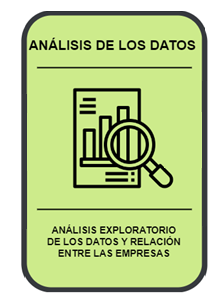 ANÁLISIS DE LOS DATOS
ANÁLISIS EXPLORATORIO
DE LOS DATOS Y RELACIÓN
ENTRE LAS EMPRESAS